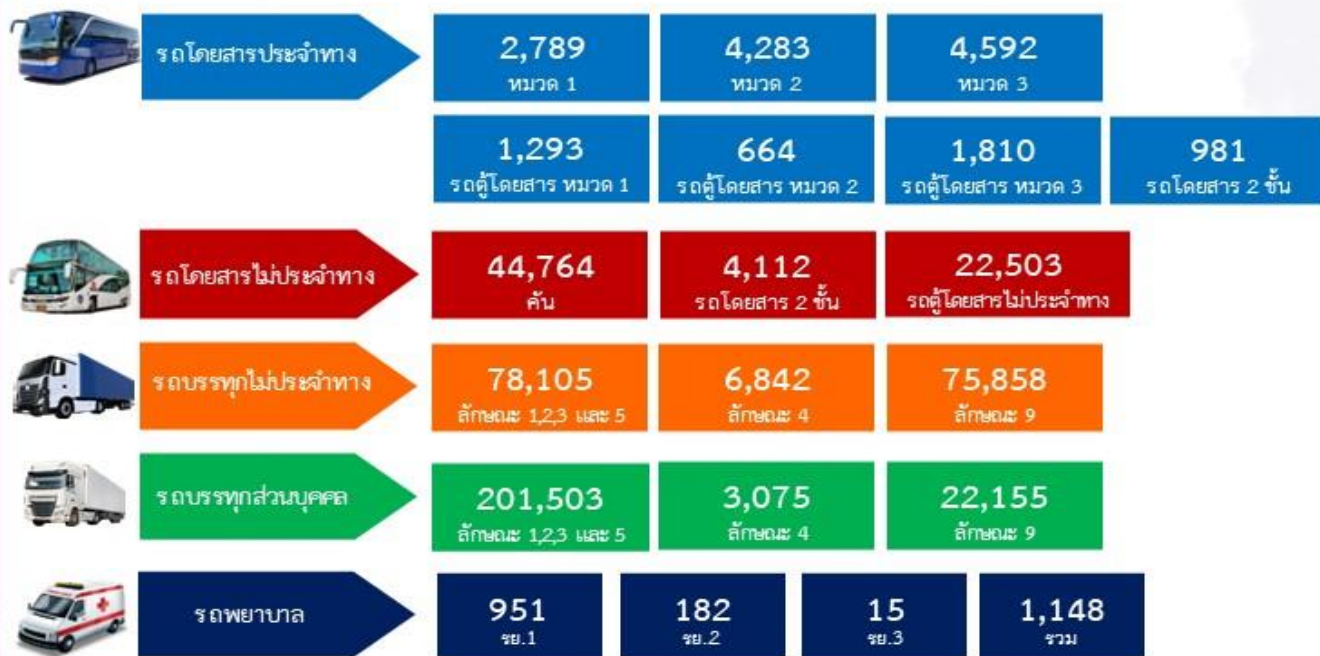 รถโดยสารประจำทาง
2,789
หมวด 1
4,283
หมวด 2
4,592
หมวด 3
1,293
รถตู้โดยสาร หมวด 1
664
รถตู้โดยสาร หมวด 2
1,810
รถตู้โดยสาร หมวด 3
981
รถโดยสาร 2 ชั้น
รถโดยสารไม่ประจำทาง
44,764
คัน
4,112
รถโดยสาร 2 ชั้น
22,503
รถตู้โดยสารไม่ประจำทาง
รถบรรทุกไม่ประจำทาง
78,105
ลักษณะ 1,2,3 และ 5
6,842
ลักษณะ 4
75,858
ลักษณะ 9
รถบรรทุกส่วนบุคคล
201,503
ลักษณะ 1,2,3 และ 5
3,075
ลักษณะ 4
22,155
ลักษณะ 9
รถพยาบาล
951
รย.1
182
รย.2
15
รย.3
1,148
รวม